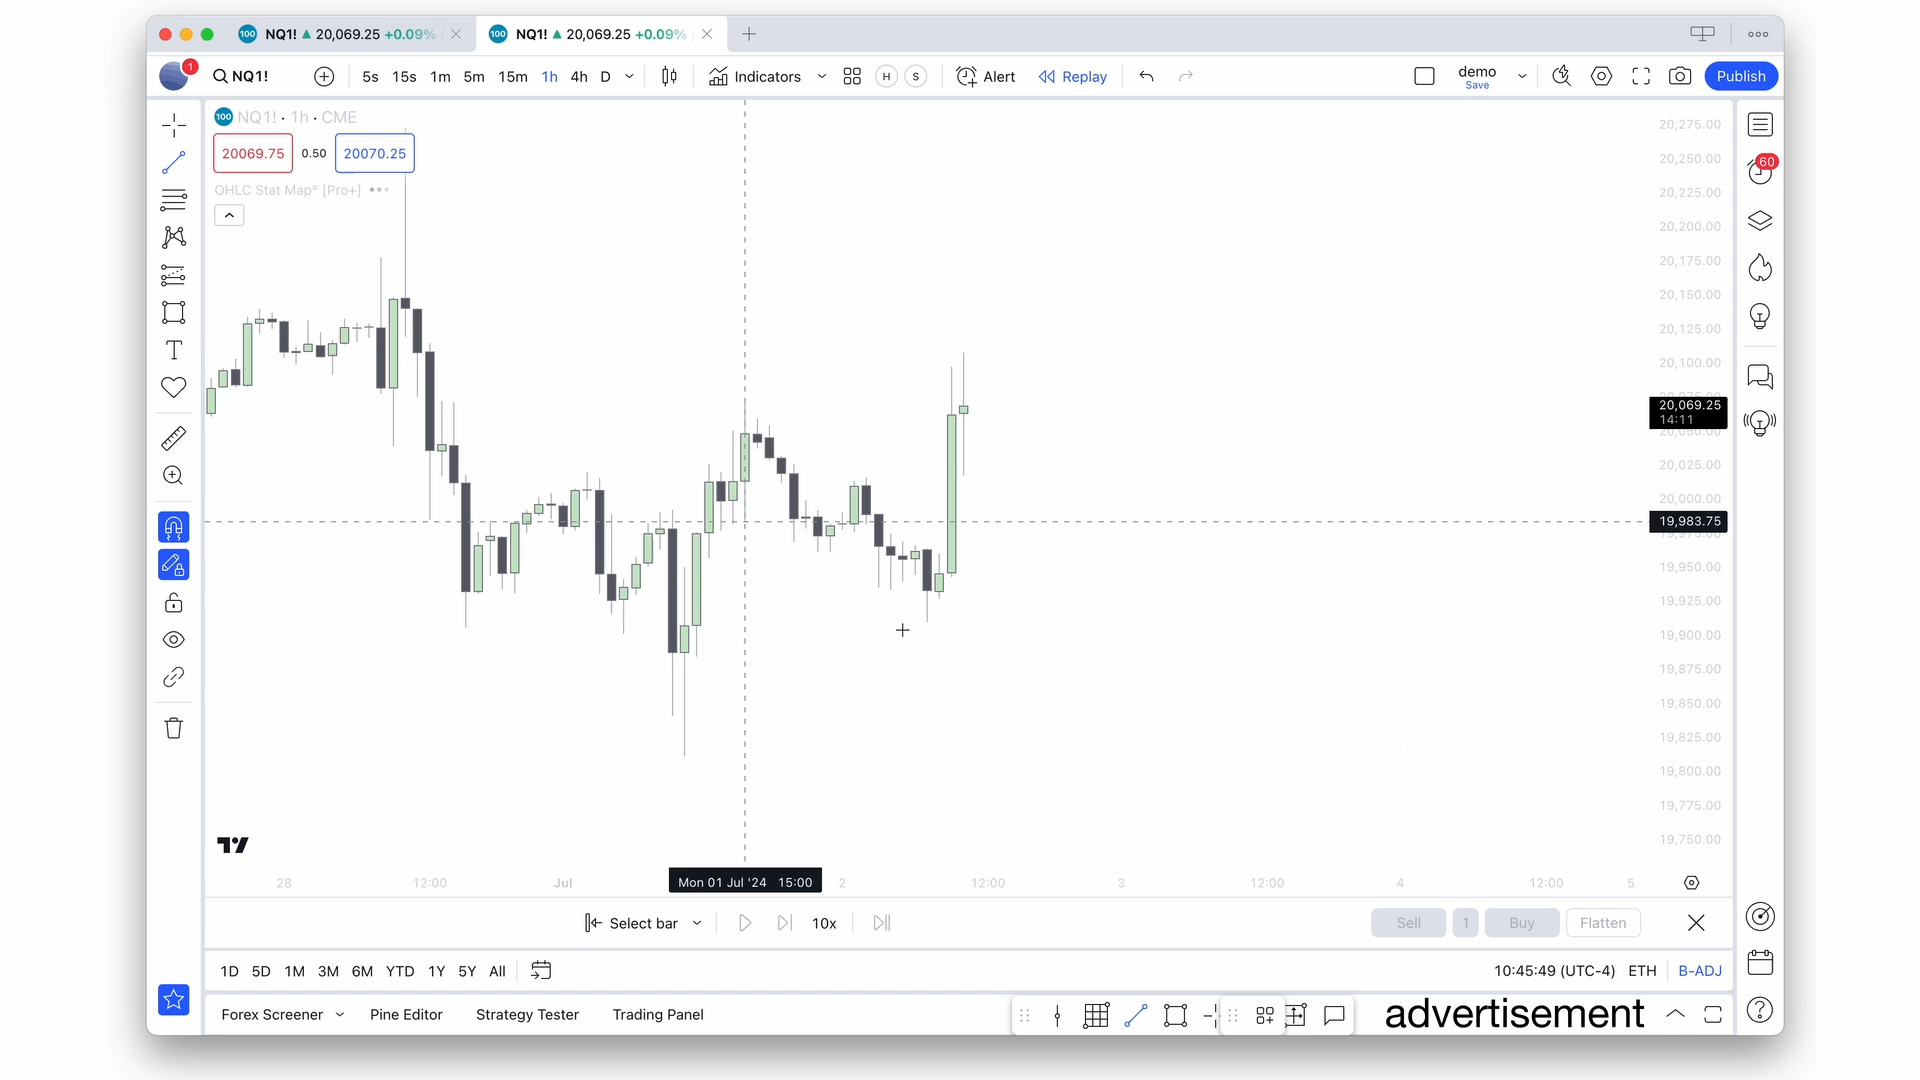 100 NQ1! ▲ 20,069.25 +0.09%
100 NQ1! ▲ 20,069.25 +0.09%
1 NQ1! 5s 15s 1m 5m 15m 1h 4h D Indicators H S Alert Replay demo Save Publish
100 NQ1! · 1h · CME
20069.75 0.50 20070.25
OHLC Stat Map° [Pro+]
60
20,275.00
20,250.00
20,225.00
20,200.00
20,175.00
20,150.00
20,125.00
20,100.00
20,069.25
14:11
20,025.00
20,000.00
19,983.75
19,950.00
19,925.00
19,900.00
19,875.00
19,850.00
19,825.00
19,800.00
19,775.00
19,750.00
28 12:00 Jul Mon 01 Jul '24 15:00 2 12:00 3 12:00 4 12:00 5
Select bar 10x Sell 1 Buy Flatten
1D 5D 1M 3M 6M YTD 1Y 5Y All 10:45:49 (UTC-4) ETH B-ADJ
Forex Screener Pine Editor Strategy Tester Trading Panel advertisement